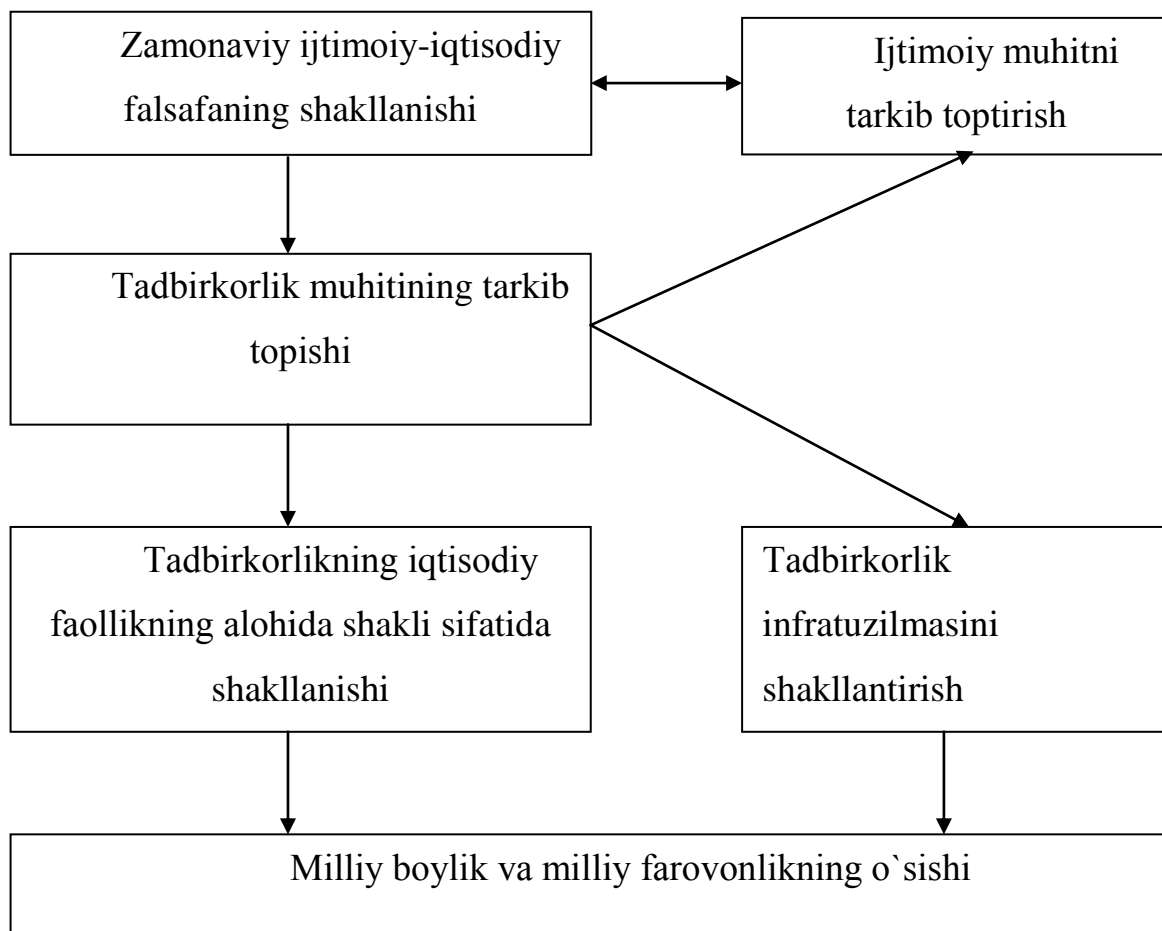 Zamonaviy ijtimoiy-iqtisodiy
falsafaning shakllanishi
Ijtimoiy muhitni
tarkib toptirish
Tadbirkorlik muhitining tarkib
topishi
Tadbirkorlikning iqtisodiy
faollikning alohida shakli sifatida
shakllanishi
Tadbirkorlik
infratuzilmasini
shakllantirish
Milliy boylik va milliy farovonlikning o`sishi